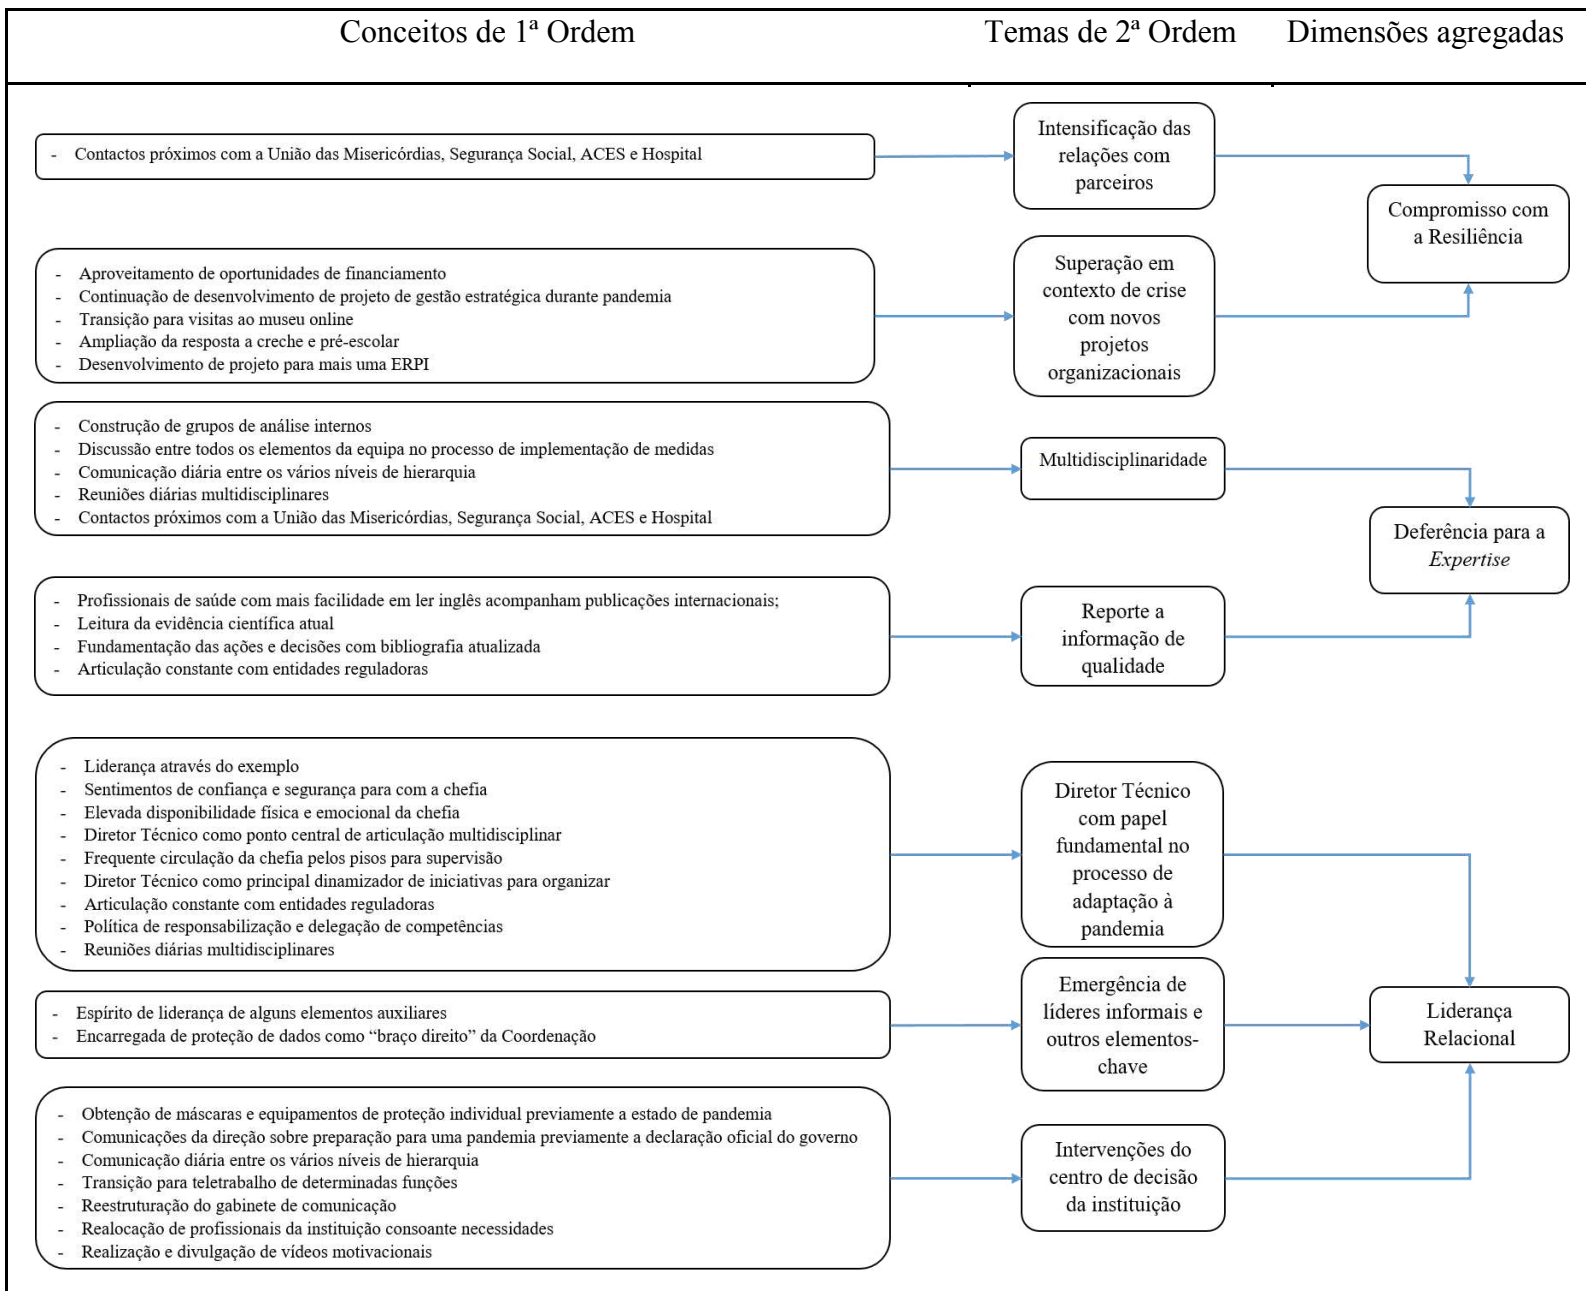 Conceitos de 1ª Ordem
Temas de 2ª Ordem
Dimensões agregadas
- Contactos próximos com a União das Misericórdias, Segurança Social, ACES e Hospital
Intensificação das
relações com
parceiros
Compromisso com
a Resiliência
- Aproveitamento de oportunidades de financiamento
- Continuação de desenvolvimento de projeto de gestão estratégica durante pandemia
- Transição para visitas ao museu online
- Ampliação da resposta a creche e pré-escolar
- Desenvolvimento de projeto para mais uma ERPI
Superação em
contexto de crise
com novos
projetos
organizacionais
- Construção de grupos de análise internos
- Discussão entre todos os elementos da equipa no processo de implementação de medidas
- Comunicação diária entre os vários níveis de hierarquia
- Reuniões diárias multidisciplinares
- Contactos próximos com a União das Misericórdias, Segurança Social, ACES e Hospital
Multidisciplinaridade
Deferência para a
Expertise
- Profissionais de saúde com mais facilidade em ler inglês acompanham publicações internacionais;
- Leitura da evidência científica atual
- Fundamentação das ações e decisões com bibliografia atualizada
- Articulação constante com entidades reguladoras
Reporte a
informação de
qualidade
- Liderança através do exemplo
- Sentimentos de confiança e segurança para com a chefia
- Elevada disponibilidade física e emocional da chefia
- Diretor Técnico como ponto central de articulação multidisciplinar
- Frequente circulação da chefia pelos pisos para supervisão
- Diretor Técnico como principal dinamizador de iniciativas para organizar
- Articulação constante com entidades reguladoras
- Política de responsabilização e delegação de competências
- Reuniões diárias multidisciplinares
Diretor Técnico
com papel
fundamental no
processo de
adaptação à
pandemia
- Espírito de liderança de alguns elementos auxiliares
- Encarregada de proteção de dados como “braço direito” da Coordenação
Emergência de
líderes informais e
outros elementos-
chave
Liderança
Relacional
- Obtenção de máscaras e equipamentos de proteção individual previamente a estado de pandemia
- Comunicações da direção sobre preparação para uma pandemia previamente a declaração oficial do governo
- Comunicação diária entre os vários níveis de hierarquia
- Transição para teletrabalho de determinadas funções
- Reestruturação do gabinete de comunicação
- Realocação de profissionais da instituição consoante necessidades
- Realização e divulgação de vídeos motivacionais
Intervenções do
centro de decisão
da instituição